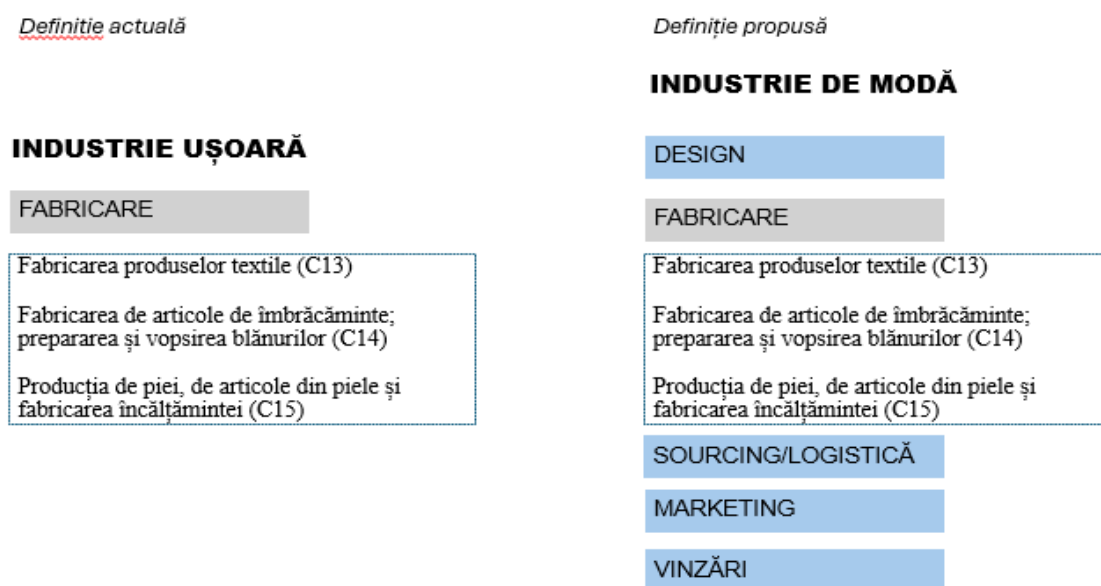 Definitie actuală
INDUSTRIE UȘOARĂ
FABRICARE
Fabricarea produselor textile (C13)
Fabricarea de articole de îmbrăcăminte;
prepararea și vopsirea blănurilor (C14)
Producția de piei, de articole din piele și
fabricarea încălțămintei (C15)
Definiție propusă
INDUSTRIE DE MODĂ
DESIGN
FABRICARE
Fabricarea produselor textile (C13)
Fabricarea de articole de îmbrăcăminte;
prepararea și vopsirea blănurilor (C14)
Producția de piei, de articole din piele și
fabricarea încălțămintei (C15)
SOURCING/LOGISTICĂ
MARKETING
VINZĂRI